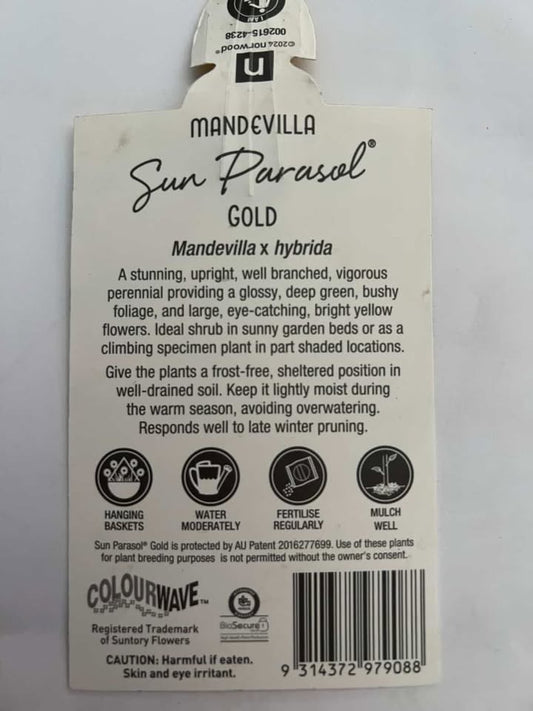 I AM
002615-4238
©2024 norwood®
n
MANDEVILLA
Sun Parasol®
GOLD
Mandevilla x hybrida
A stunning, upright, well branched, vigorous
perennial providing a glossy, deep green, bushy
foliage, and large, eye-catching, bright yellow
flowers. Ideal shrub in sunny garden beds or as a
climbing specimen plant in part shaded locations.
Give the plants a frost-free, sheltered position in
well-drained soil. Keep it lightly moist during
the warm season, avoiding overwatering.
Responds well to late winter pruning.
HANGING BASKETS
WATER MODERATELY
FERTILISE REGULARLY
MULCH WELL
Sun Parasol® Gold is protected by AU Patent 2016277699. Use of these plants
for plant breeding purposes is not permitted without the owner's consent.
COLOURWAVE™
Registered Trademark
of Suntory Flowers
BioSecure
CAUTION: Harmful if eaten.
Skin and eye irritant.
9 314372 979088